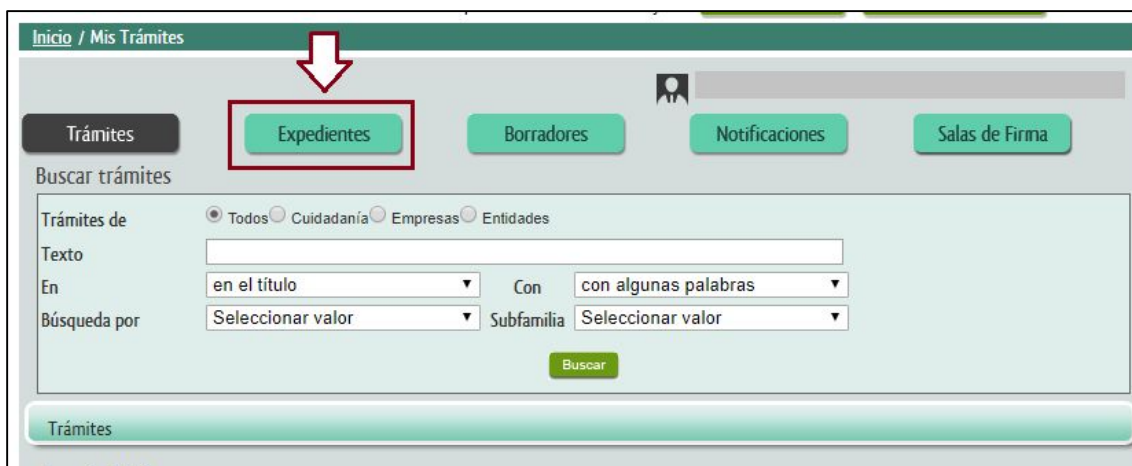 Inicio / Mis Trámites
Trámites Expedientes Borradores Notificaciones Salas de Firma
Buscar trámites
Trámites de Todos Cuidadanía Empresas Entidades
Texto
En en el título Con con algunas palabras
Búsqueda por Seleccionar valor Subfamilia Seleccionar valor
Buscar
Trámites